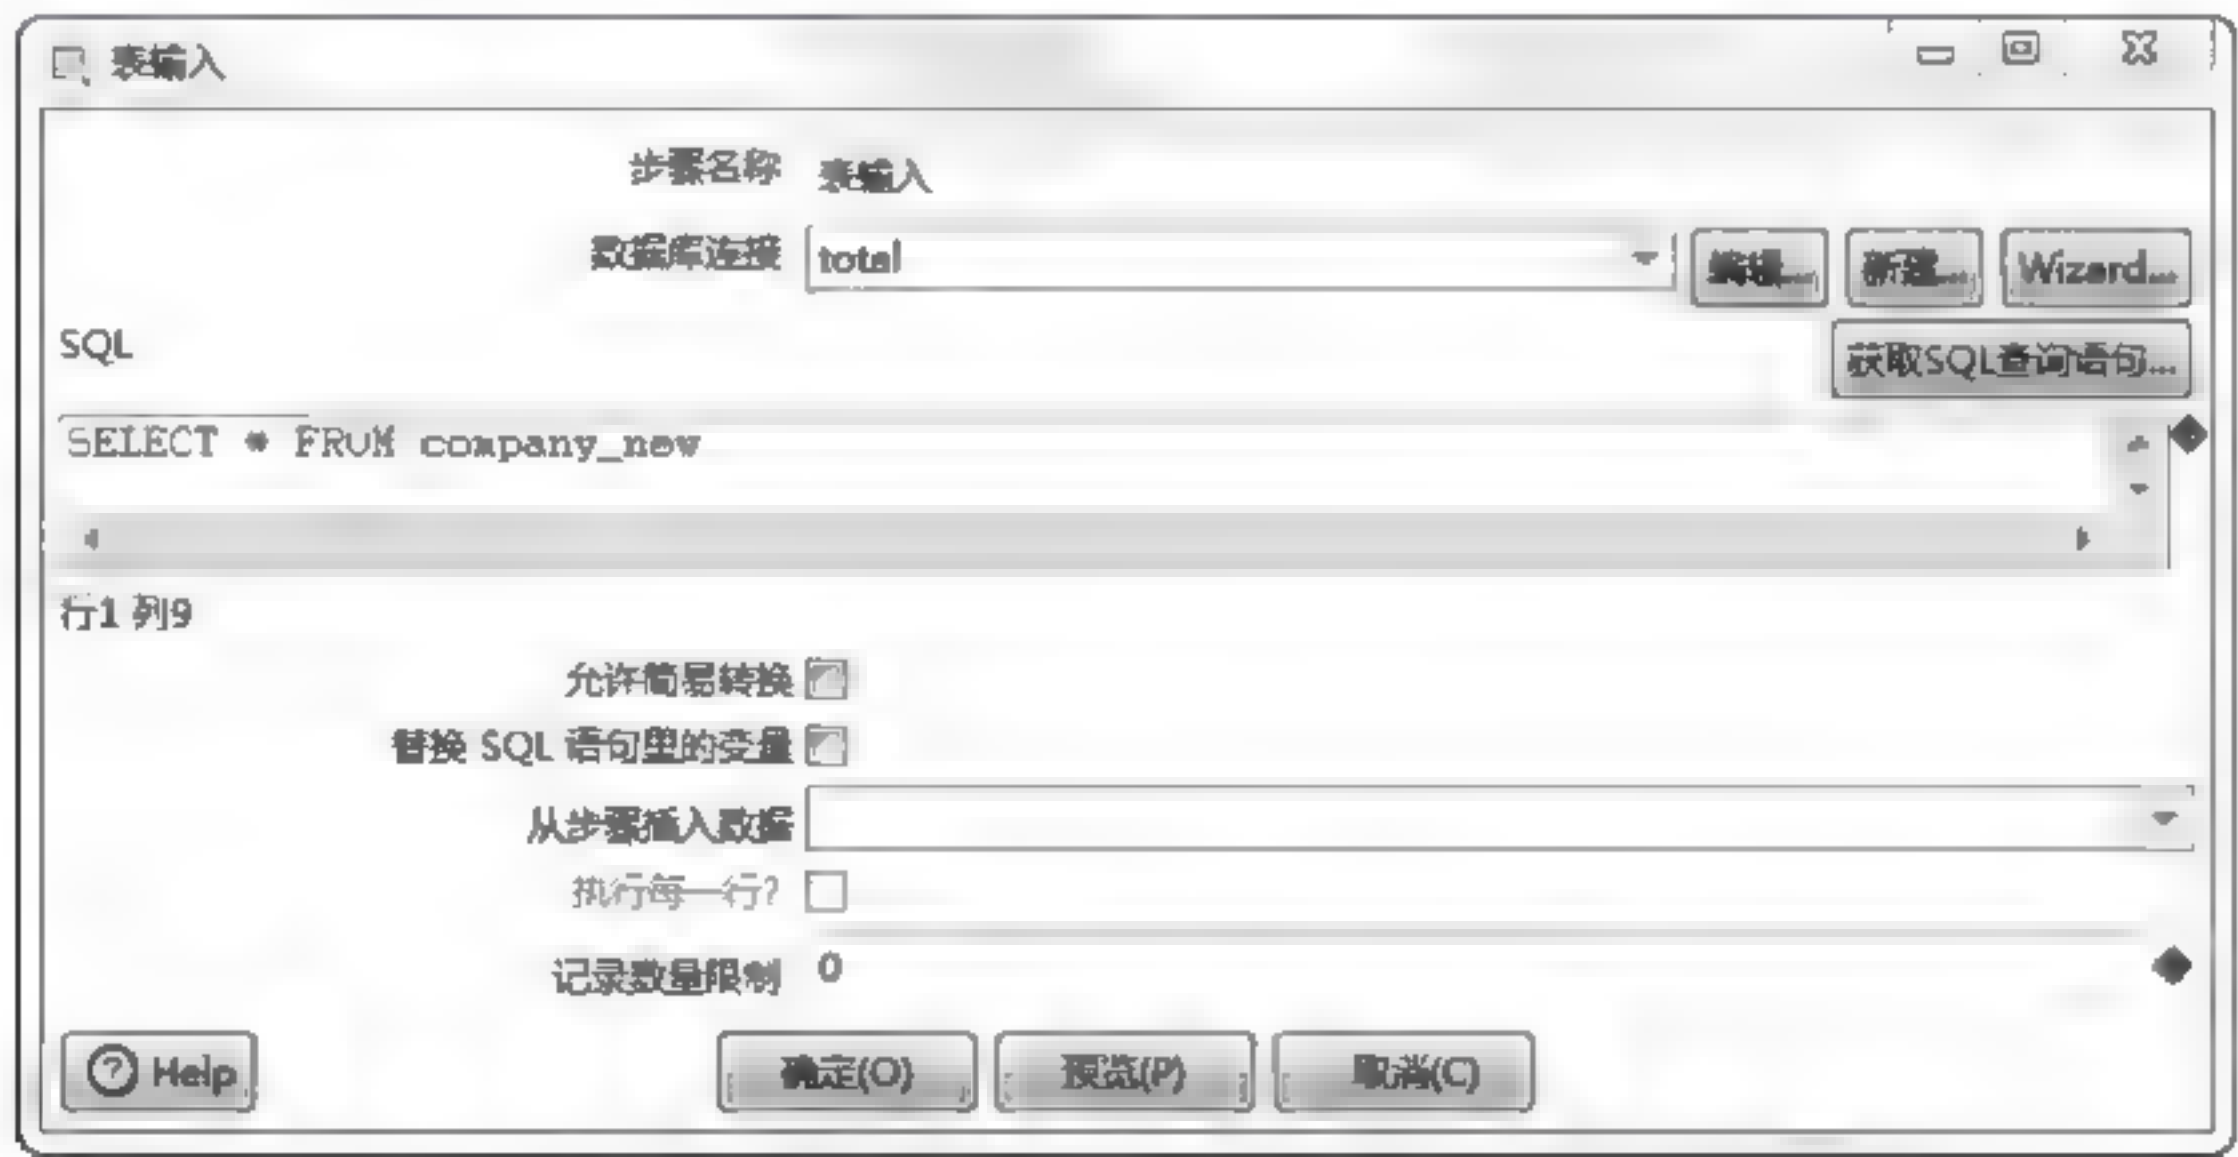 表输入
步骤名称 表输入
数据库连接 total 编辑... 新建... Wizard...
SQL 获取SQL查询语句...
SELECT * FROM company_new
行1 列9
允许简易转换
替换 SQL 语句里的变量
从步骤插入数据
执行每一行?
记录数量限制 0
Help 确定(O) 预览(P) 取消(C)